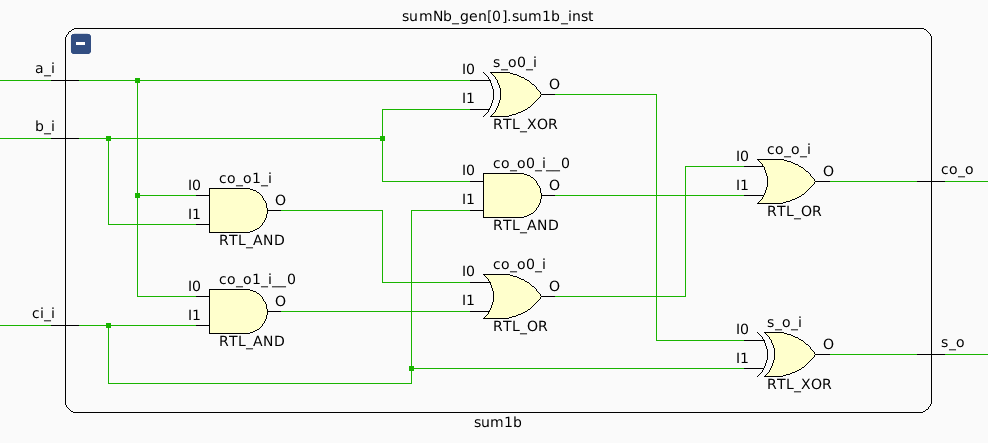 sumNb_gen[0].sum1b_inst
a_i
b_i
ci_i
I0
I1
s_o0_i
O
RTL_XOR
co_o1_i
I0
I1
O
RTL_AND
co_o0_i__0
I0
I1
O
RTL_AND
co_o_i
I0
I1
O
RTL_OR
co_o
co_o1_i__0
I0
I1
O
RTL_AND
co_o0_i
I0
I1
O
RTL_OR
s_o_i
I0
I1
O
RTL_XOR
s_o
sum1b